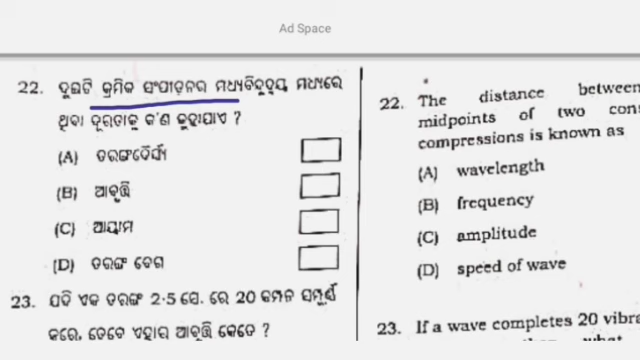 Ad Space
22. ଦୁଇଟି କ୍ରମିକ ସଂପୀଡ଼ନର ମଧ୍ୟବିନ୍ଦୁଦ୍ୱୟ ମଧ୍ୟରେ
ଥିବା ଦୂରତାକୁ କ'ଣ କୁହାଯାଏ ?
(A) ତରଙ୍ଗଦୈର୍ଘ୍ୟ
(B) ଆବୃତ୍ତି
(C) ଆୟାମ
(D) ତରଙ୍ଗ ବେଗ
23. ଯଦି ଏକ ତରଙ୍ଗ 2·5 ସେ. ରେ 20 କମ୍ପନ ସମ୍ପୂର୍ଣ୍ଣ
କରେ, ତେବେ ଏହାର ଆବୃତ୍ତି କେତେ ?
22. The distance between
midpoints of two
compressions is known as
(A) wavelength
(B) frequency
(C) amplitude
(D) speed of wave
23. If a wave completes 20
what